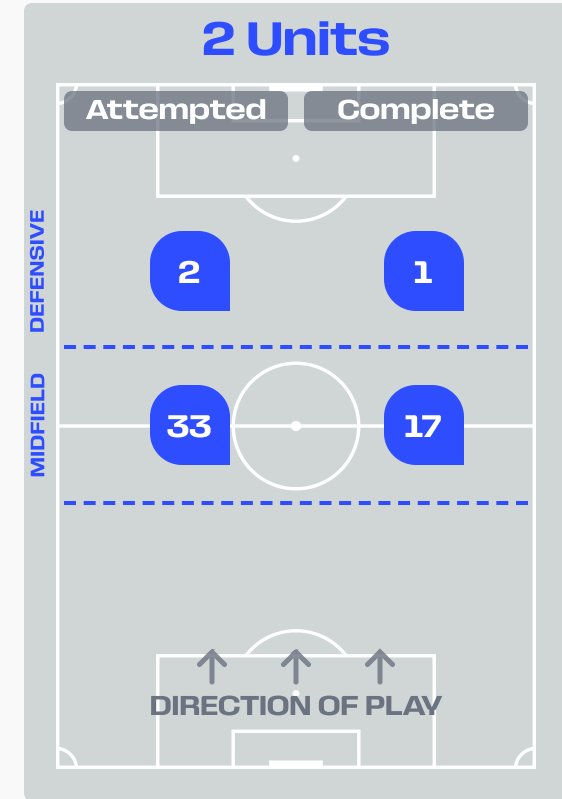 2 Units
Attempted Complete
DEFENSIVE
2 1
MIDFIELD
33 17
DIRECTION OF PLAY